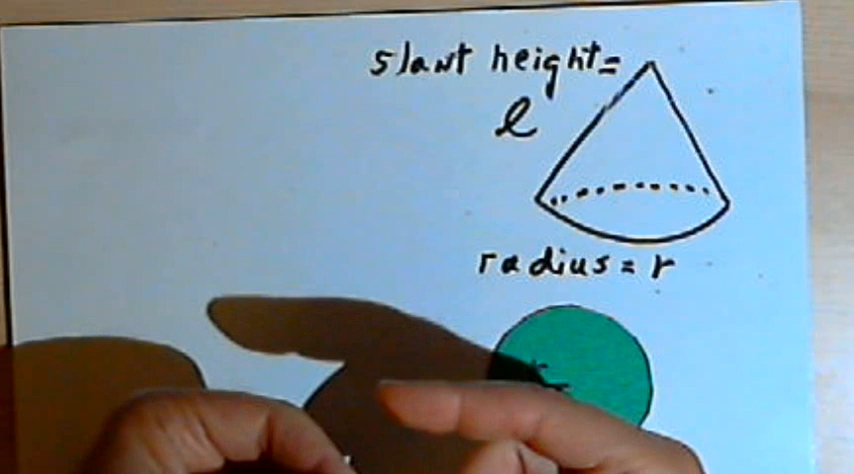 slant height =
l
radius = r